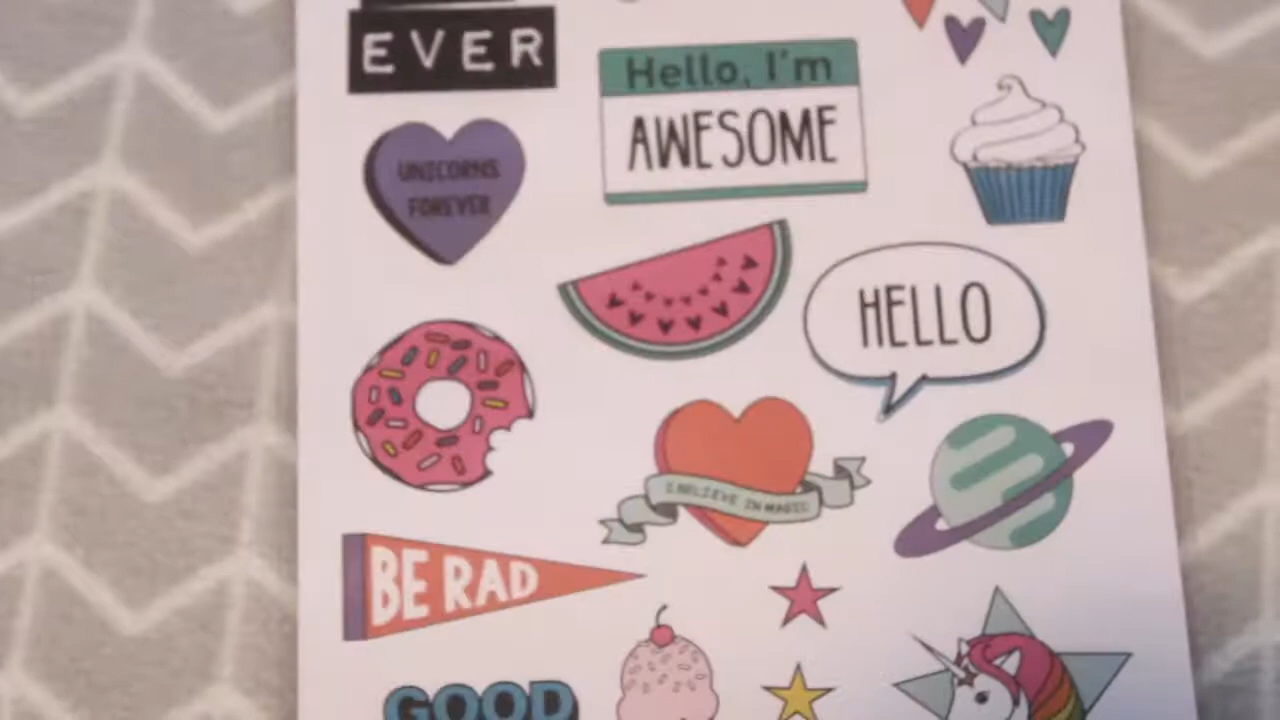 EVER
Hello, I'm
AWESOME
UNICORNS
FOREVER
HELLO
I BELIEVE IN MAGIC
BE RAD
GOOD